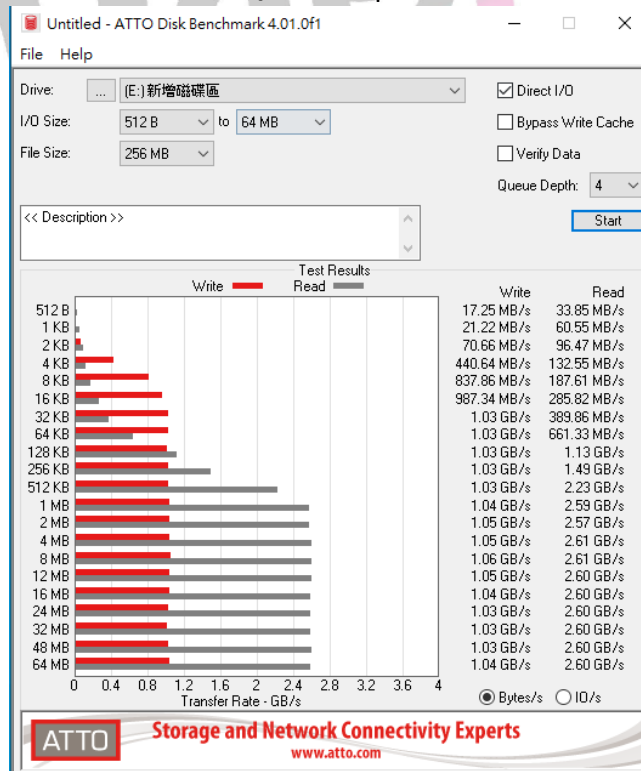 Untitled - ATTO Disk Benchmark 4.01.0f1
File Help
Drive: ... (E:)新增磁碟區 Direct I/O
I/O Size: 512 B to 64 MB Bypass Write Cache
File Size: 256 MB Verify Data
Queue Depth: 4
<< Description >> Start
Test Results
Write Read Write Read
512 B 17.25 MB/s 33.85 MB/s
1 KB 21.22 MB/s 60.55 MB/s
2 KB 70.66 MB/s 96.47 MB/s
4 KB 440.64 MB/s 132.55 MB/s
8 KB 837.86 MB/s 187.61 MB/s
16 KB 987.34 MB/s 285.82 MB/s
32 KB 1.03 GB/s 389.86 MB/s
64 KB 1.03 GB/s 661.33 MB/s
128 KB 1.03 GB/s 1.13 GB/s
256 KB 1.03 GB/s 1.49 GB/s
512 KB 1.03 GB/s 2.23 GB/s
1 MB 1.04 GB/s 2.59 GB/s
2 MB 1.05 GB/s 2.57 GB/s
4 MB 1.05 GB/s 2.61 GB/s
8 MB 1.06 GB/s 2.61 GB/s
12 MB 1.05 GB/s 2.60 GB/s
16 MB 1.04 GB/s 2.60 GB/s
24 MB 1.03 GB/s 2.60 GB/s
32 MB 1.03 GB/s 2.60 GB/s
48 MB 1.03 GB/s 2.60 GB/s
64 MB 1.04 GB/s 2.60 GB/s
0 0.4 0.8 1.2 1.6 2 2.4 2.8 3.2 3.6 4
Transfer Rate - GB/s Bytes/s IO/s
ATTO Storage and Network Connectivity Experts
www.atto.com